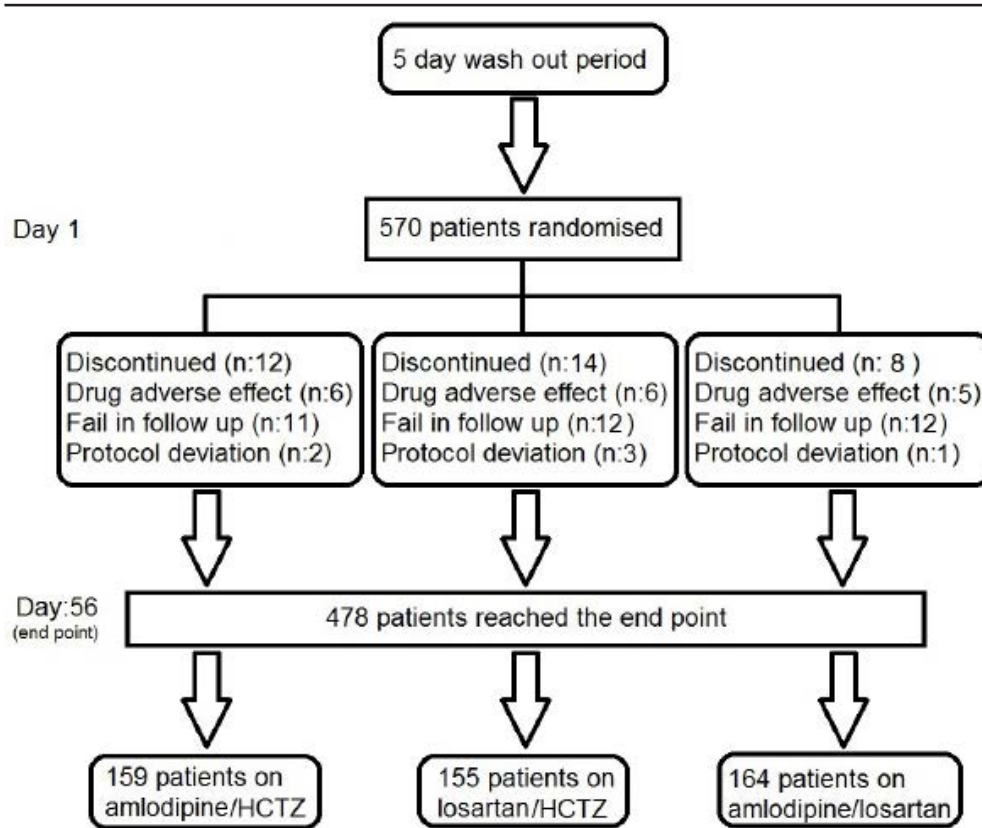 5 day wash out period
Day 1
570 patients randomised
Discontinued (n:12)
Drug adverse effect (n:6)
Fail in follow up (n:11)
Protocol deviation (n:2)
Discontinued (n:14)
Drug adverse effect (n:6)
Fail in follow up (n:12)
Protocol deviation (n:3)
Discontinued (n: 8 )
Drug adverse effect (n:5)
Fail in follow up (n:12)
Protocol deviation (n:1)
Day:56
(end point)
478 patients reached the end point
159 patients on
amlodipine/HCTZ
155 patients on
losartan/HCTZ
164 patients on
amlodipine/losartan